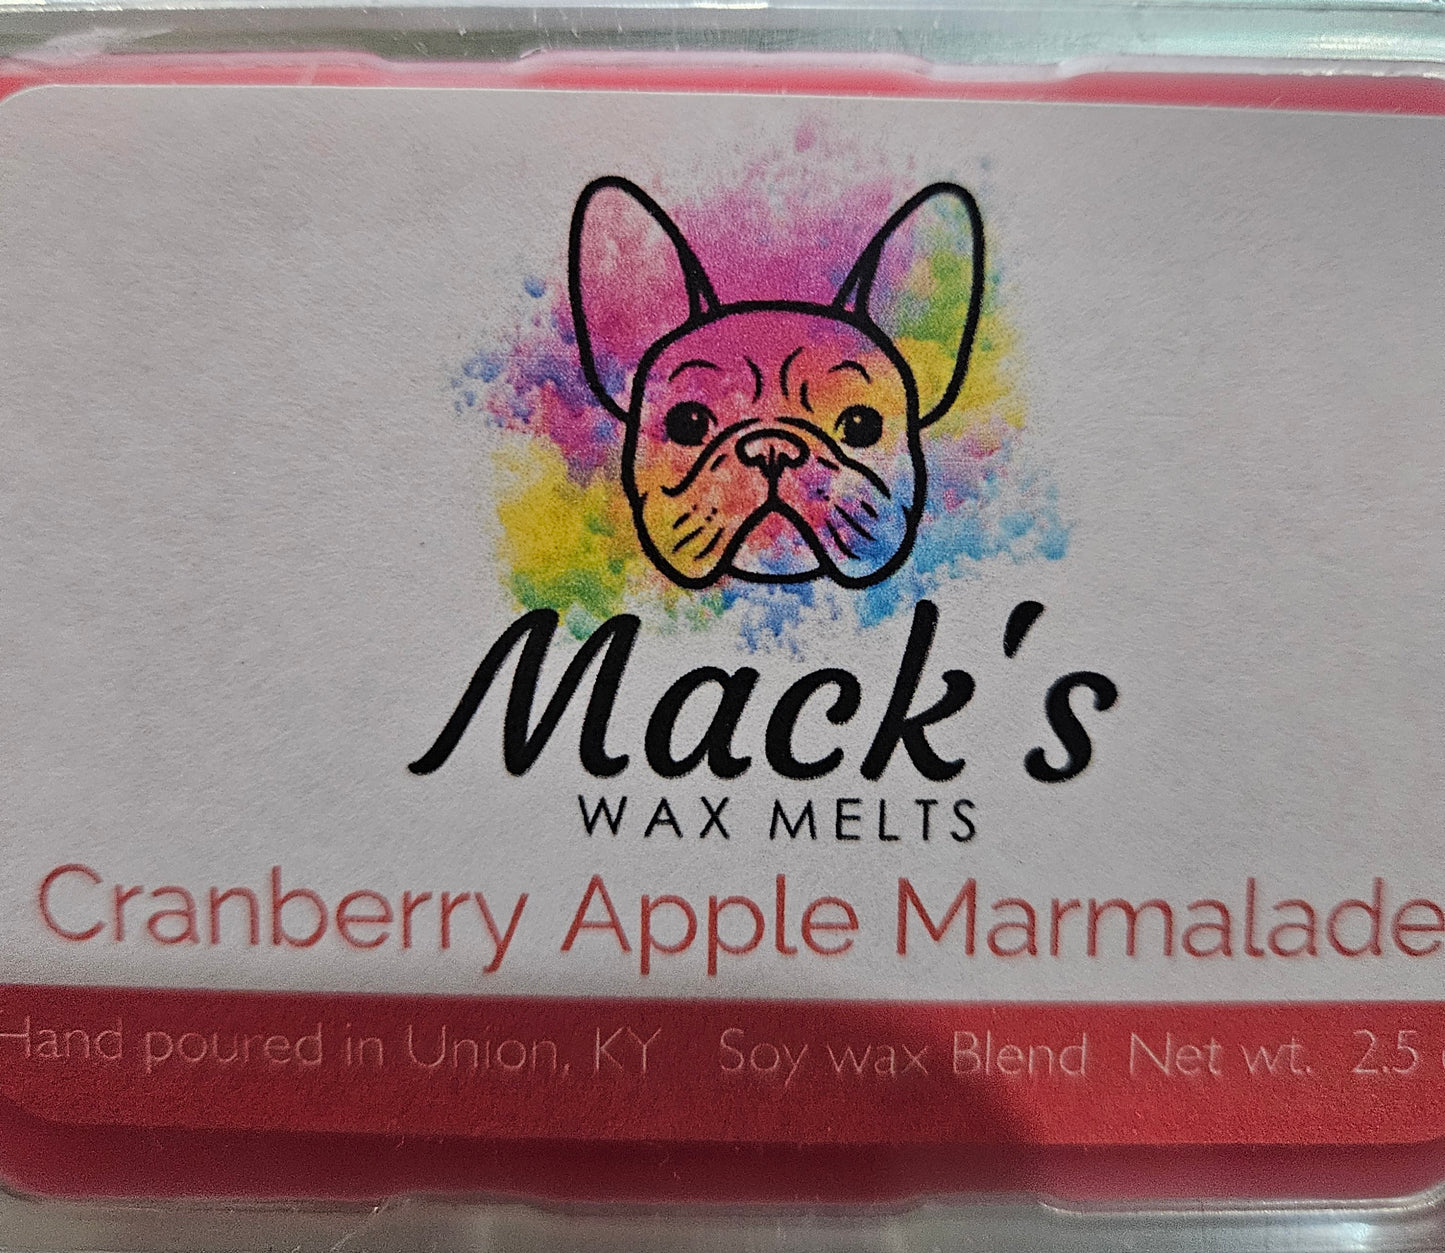 Mack's
WAX MELTS
Cranberry Apple Marmalade
Hand poured in Union, KY Soy wax Blend Net wt. 2.5